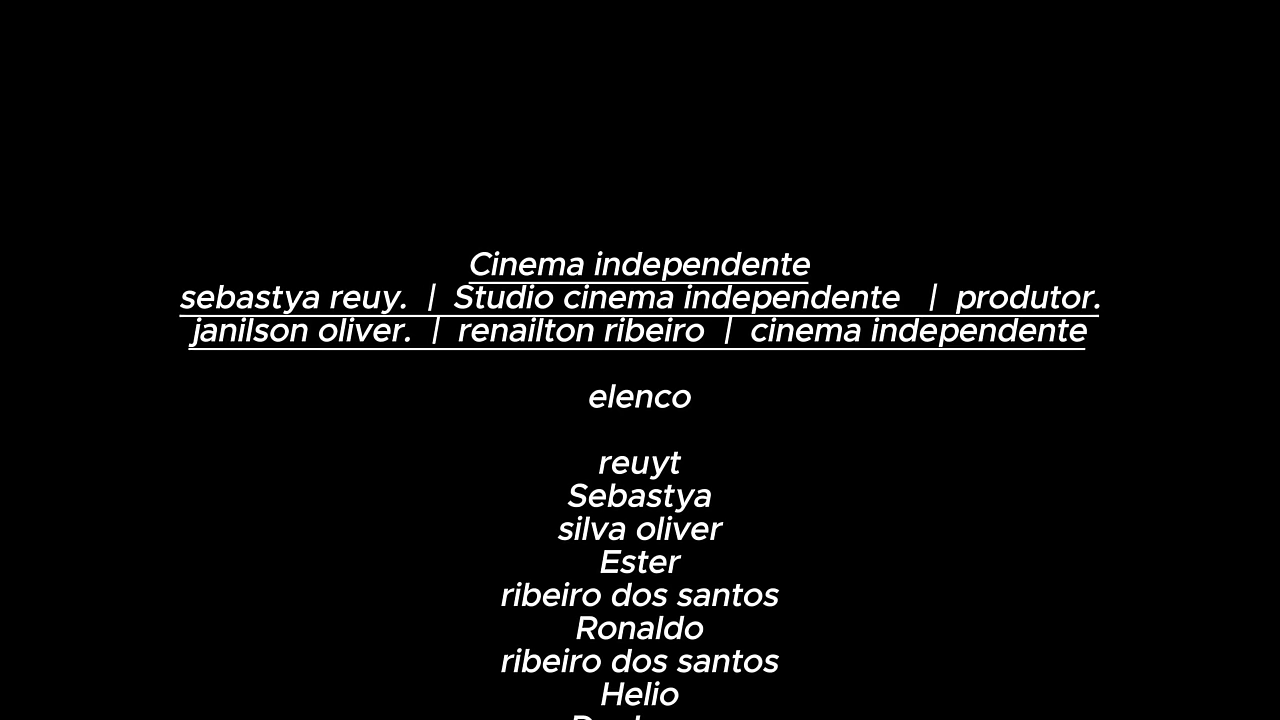 Cinema independente
sebastya reuy. | Studio cinema independente | produtor.
janilson oliver. | renailton ribeiro | cinema independente
elenco
reuyt
Sebastya
silva oliver
Ester
ribeiro dos santos
Ronaldo
ribeiro dos santos
Helio